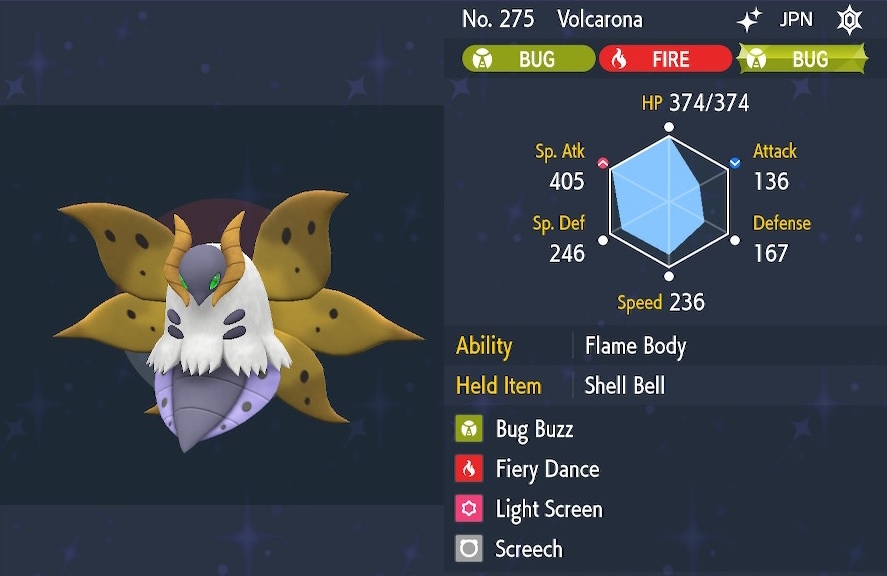 No. 275 Volcarona JPN
BUG FIRE BUG
HP 374/374
Sp. Atk
405
Attack
136
Sp. Def
246
Defense
167
Speed 236
Ability Flame Body
Held Item Shell Bell
Bug Buzz
Fiery Dance
Light Screen
Screech